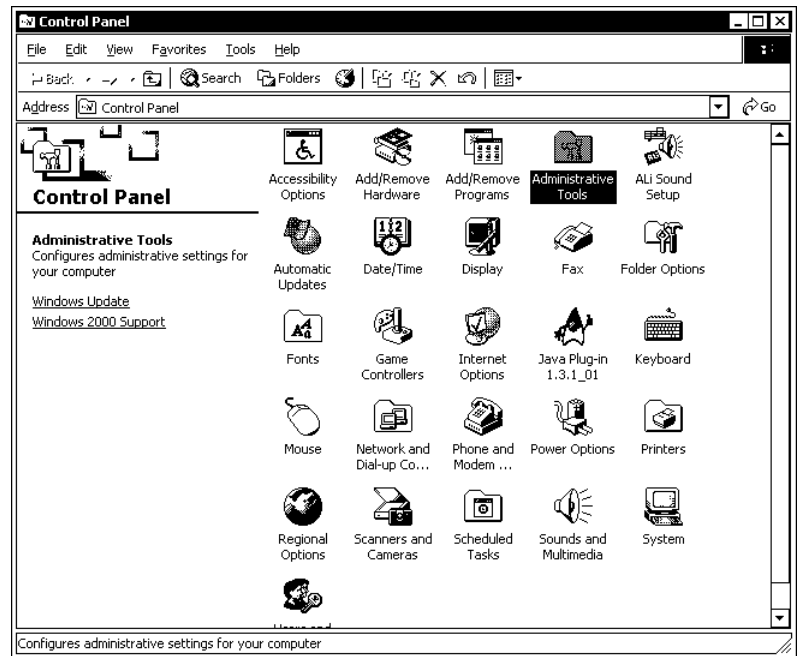 Control Panel
File Edit View Favorites Tools Help
Back Search Folders
Address Control Panel Go
Control Panel
Administrative Tools
Configures administrative settings for
your computer
Windows Update
Windows 2000 Support
Accessibility
Options
Add/Remove
Hardware
Add/Remove
Programs
Administrative
Tools
ALi Sound
Setup
Automatic
Updates
Date/Time
Display
Fax
Folder Options
Fonts
Game
Controllers
Internet
Options
Java Plug-in
1.3.1_01
Keyboard
Mouse
Network and
Dial-up Co...
Phone and
Modem ...
Power Options
Printers
Regional
Options
Scanners and
Cameras
Scheduled
Tasks
Sounds and
Multimedia
System
Configures administrative settings for your computer